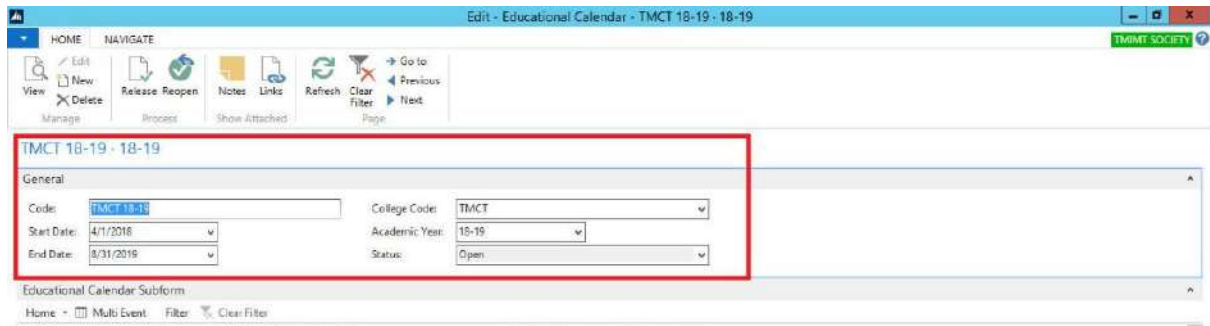 Edit - Educational Calendar - TMCT 18-19 · 18-19
HOME NAVIGATE
TMIMT SOCIETY
View
Edit
New
Delete
Manage
Release Reopen
Process
Notes Links
Show Attached
Refresh Clear Filter
Go to
Previous
Next
Page
TMCT 18-19 · 18-19
General
Code: TMCT 18-19 College Code: TMCT
Start Date: 4/1/2018 Academic Year: 18-19
End Date: 8/31/2019 Status: Open
Educational Calendar Subform
Home Multi Event Filter Clear Filter